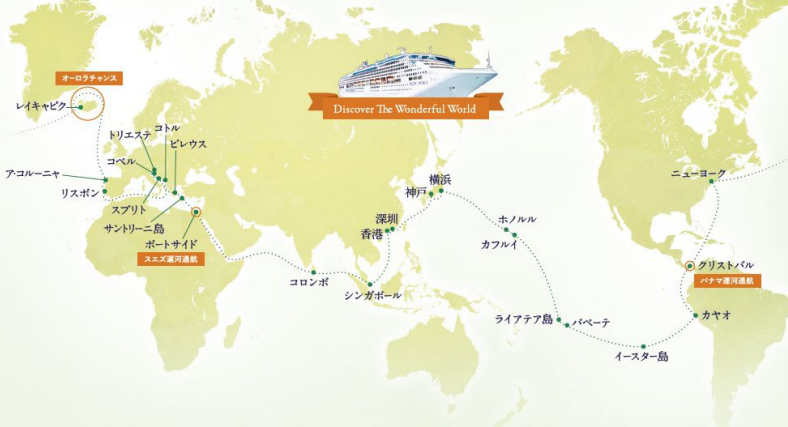 Discover The Wonderful World
オーロラチャンス
レイキャビク
トリエステ
コトル
ピレウス
コペル
ア・コルーニャ
リスボン
スプリト
サントリーニ島
ポートサイド
スエズ運河通航
コロンボ
シンガポール
深圳
香港
横浜
神戸
ホノルル
カフルイ
ライアテア島
パペーテ
イースター島
カヤオ
クリストバル
パナマ運河通航
ニューヨーク